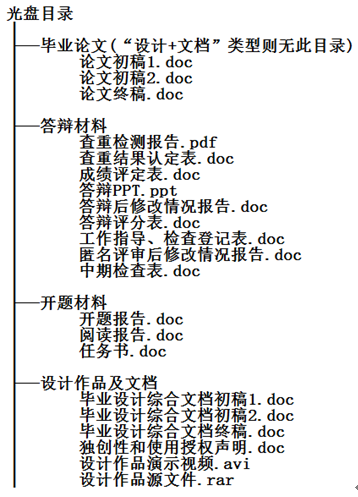 光盘目录
毕业论文(“设计+文档”类型则无此目录)
论文初稿1.doc
论文初稿2.doc
论文终稿.doc
答辩材料
查重检测报告.pdf
查重结果认定表.doc
成绩评定表.doc
答辩PPT.ppt
答辩后修改情况报告.doc
答辩评分表.doc
工作指导、检查登记表.doc
匿名评审后修改情况报告.doc
中期检查表.doc
开题材料
开题报告.doc
阅读报告.doc
任务书.doc
设计作品及文档
毕业设计综合文档初稿1.doc
毕业设计综合文档初稿2.doc
毕业设计综合文档终稿.doc
独创性和使用授权声明.doc
设计作品演示视频.avi
设计作品源文件.rar